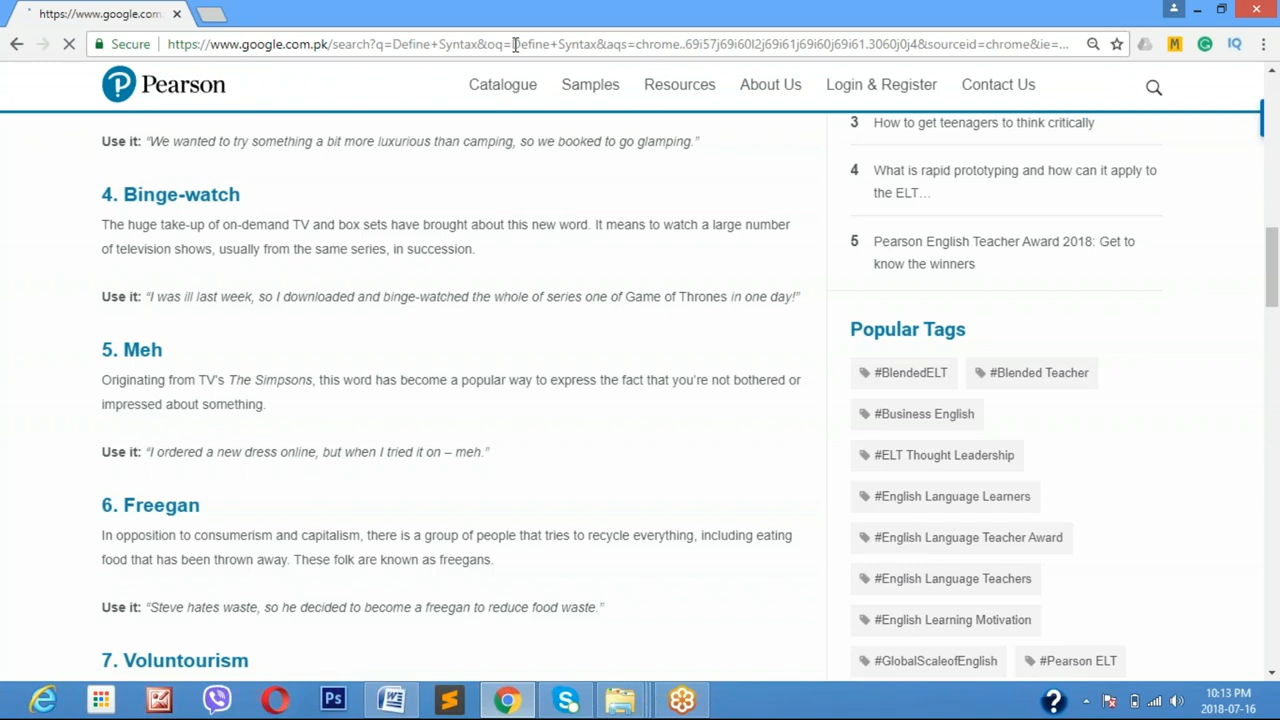 https://www.google.com
Secure
https://www.google.com.pk/search?q=Define+Syntax&oq=Define+Syntax&aqs=chrome..69i57j69i60l2j69i61j69i60j69i61.3060j0j4&sourceid=chrome&ie=...
M
IQ
Pearson
Catalogue
Samples
Resources
About Us
Login & Register
Contact Us
Use it: “We wanted to try something a bit more luxurious than camping, so we booked to go glamping.”
4. Binge-watch
The huge take-up of on-demand TV and box sets have brought about this new word. It means to watch a large number
of television shows, usually from the same series, in succession.
Use it: “I was ill last week, so I downloaded and binge-watched the whole of series one of Game of Thrones in one day!”
5. Meh
Originating from TV’s The Simpsons, this word has become a popular way to express the fact that you’re not bothered or
impressed about something.
Use it: “I ordered a new dress online, but when I tried it on – meh.”
6. Freegan
In opposition to consumerism and capitalism, there is a group of people that tries to recycle everything, including eating
food that has been thrown away. These folk are known as freegans.
Use it: “Steve hates waste, so he decided to become a freegan to reduce food waste.”
7. Voluntourism
3 How to get teenagers to think critically
4 What is rapid prototyping and how can it apply to
the ELT…
5 Pearson English Teacher Award 2018: Get to
know the winners
Popular Tags
#BlendedELT
#Blended Teacher
#Business English
#ELT Thought Leadership
#English Language Learners
#English Language Teacher Award
#English Language Teachers
#English Learning Motivation
#GlobalScaleofEnglish
#Pearson ELT
Ps
10:13 PM
2018-07-16